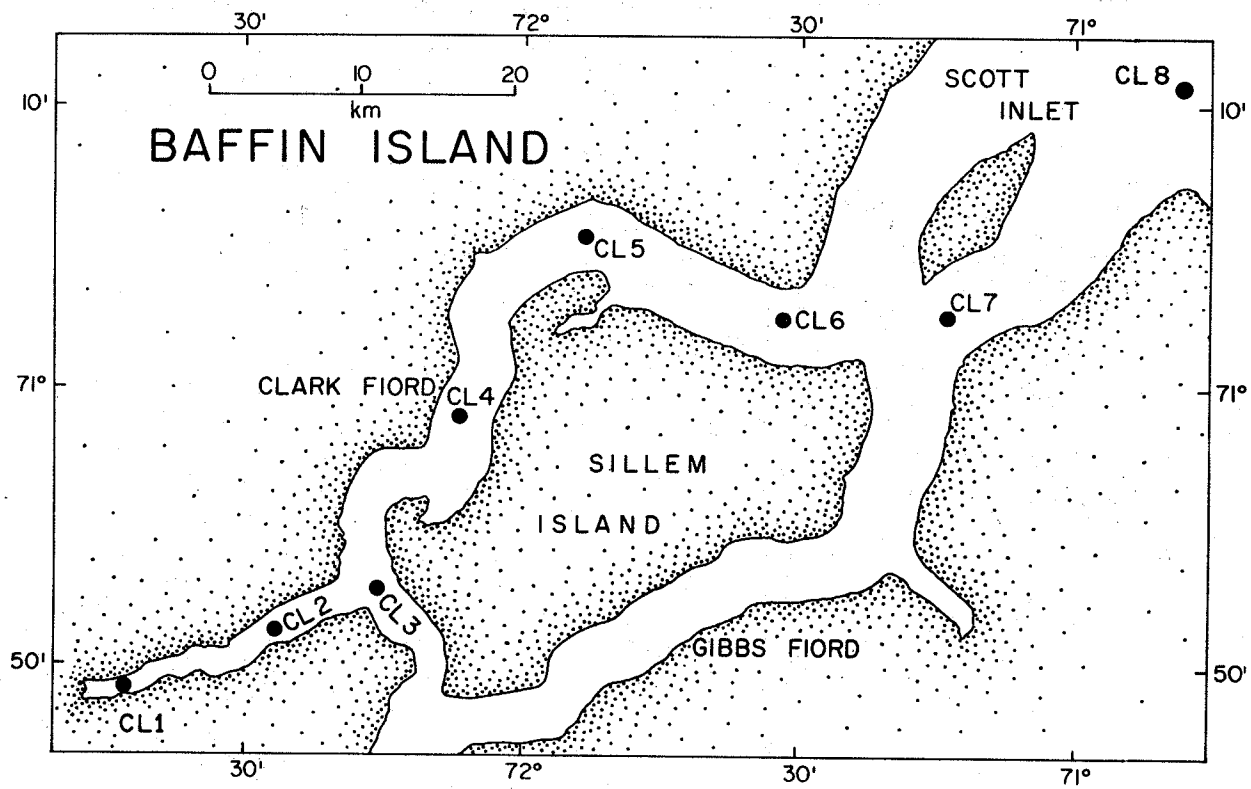 30'
72°
30'
71°
0
10
20
km
SCOTT
INLET
CL8
10'
10'
BAFFIN ISLAND
CL5
CL7
CL6
71°
CLARK FIORD
CL4
71°
SILLEM
ISLAND
CL2
CL3
GIBBS FIORD
50'
50'
CL1
30'
72°
30'
71°